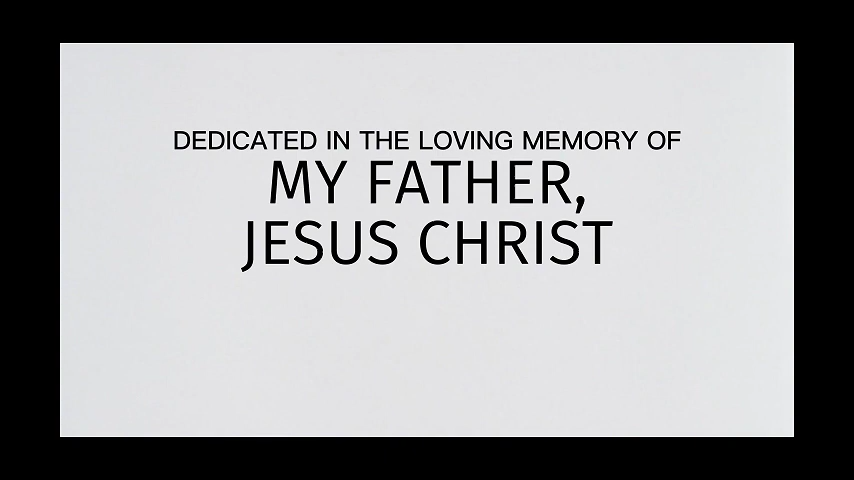 DEDICATED IN THE LOVING MEMORY OF
MY FATHER,
JESUS CHRIST